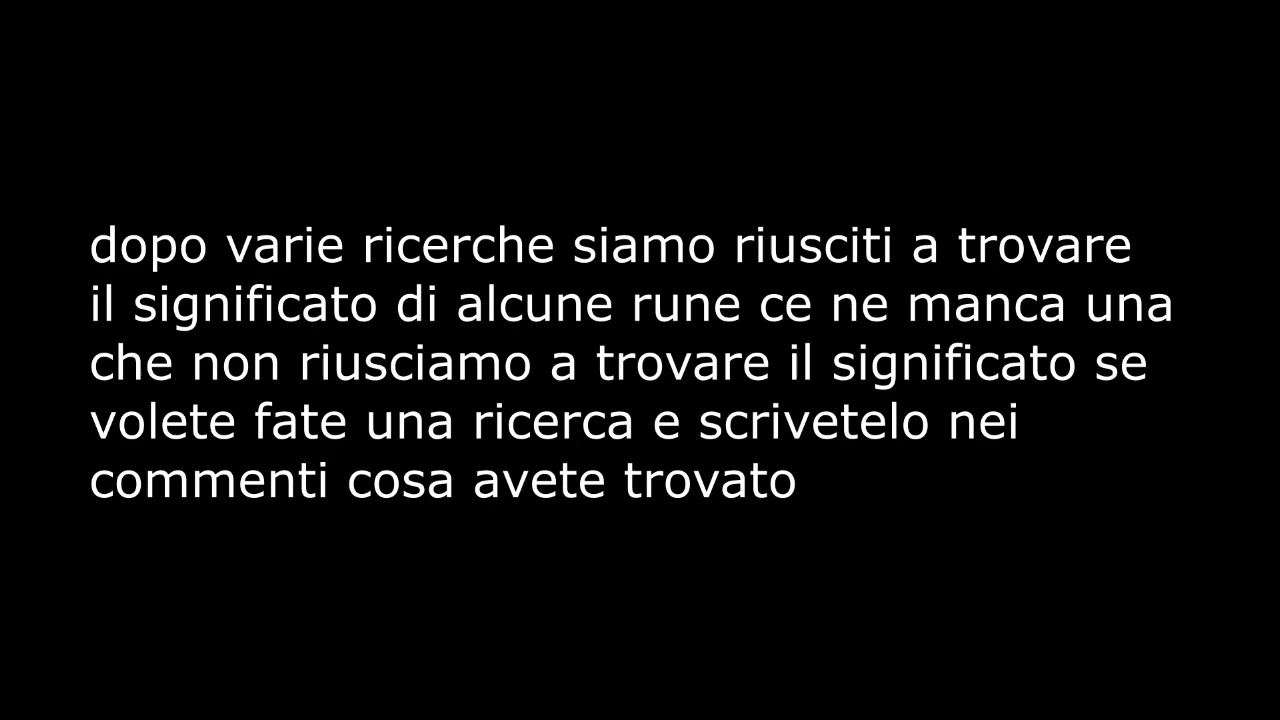 dopo varie ricerche siamo riusciti a trovare
il significato di alcune rune ce ne manca una
che non riusciamo a trovare il significato se
volete fate una ricerca e scrivetelo nei
commenti cosa avete trovato